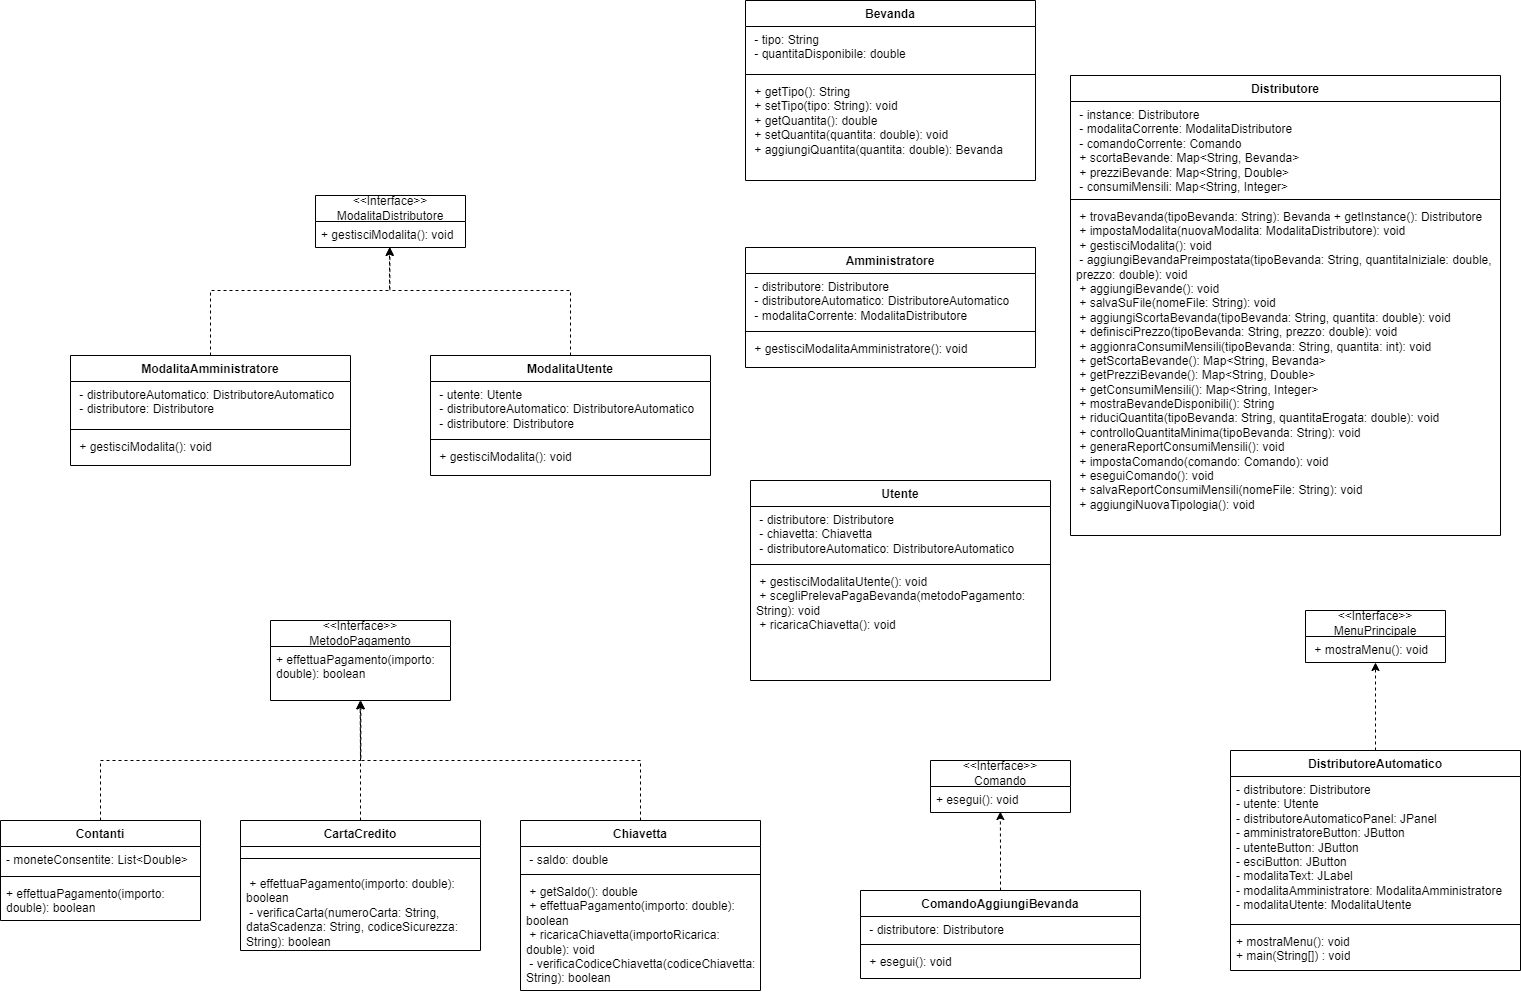 Bevanda
- tipo: String
- quantitaDisponibile: double
+ getTipo(): String
+ setTipo(tipo: String): void
+ getQuantita(): double
+ setQuantita(quantita: double): void
+ aggiungiQuantita(quantita: double): Bevanda
Distributore
- instance: Distributore
- modalitaCorrente: ModalitaDistributore
- comandoCorrente: Comando
+ scortaBevande: Map<String, Bevanda>
+ prezziBevande: Map<String, Double>
- consumiMensili: Map<String, Integer>
+ trovaBevanda(tipoBevanda: String): Bevanda + getInstance(): Distributore
+ impostaModalita(nuovaModalita: ModalitaDistributore): void
+ gestisciModalita(): void
- aggiungiBevandaPreimpostata(tipoBevanda: String, quantitaIniziale: double,
prezzo: double): void
+ aggiungiBevande(): void
+ salvaSuFile(nomeFile: String): void
+ aggiungiScortaBevanda(tipoBevanda: String, quantita: double): void
+ definisciPrezzo(tipoBevanda: String, prezzo: double): void
+ aggionraConsumiMensili(tipoBevanda: String, quantita: int): void
+ getScortaBevande(): Map<String, Bevanda>
+ getPrezziBevande(): Map<String, Double>
+ getConsumiMensili(): Map<String, Integer>
+ mostraBevandeDisponibili(): String
+ riduciQuantita(tipoBevanda: String, quantitaErogata: double): void
+ controlloQuantitaMinima(tipoBevanda: String): void
+ generaReportConsumiMensili(): void
+ impostaComando(comando: Comando): void
+ eseguiComando(): void
+ salvaReportConsumiMensili(nomeFile: String): void
+ aggiungiNuovaTipologia(): void
<<Interface>>
ModalitaDistributore
+ gestisciModalita(): void
Amministratore
- distributore: Distributore
- distributoreAutomatico: DistributoreAutomatico
- modalitaCorrente: ModalitaDistributore
+ gestisciModalitaAmministratore(): void
ModalitaAmministratore
- distributoreAutomatico: DistributoreAutomatico
- distributore: Distributore
+ gestisciModalita(): void
ModalitaUtente
- utente: Utente
- distributoreAutomatico: DistributoreAutomatico
- distributore: Distributore
+ gestisciModalita(): void
Utente
- distributore: Distributore
- chiavetta: Chiavetta
- distributoreAutomatico: DistributoreAutomatico
+ gestisciModalitaUtente(): void
+ scegliPrelevaPagaBevanda(metodoPagamento:
String): void
+ ricaricaChiavetta(): void
<<Interface>>
MetodoPagamento
+ effettuaPagamento(importo:
double): boolean
<<Interface>>
MenuPrincipale
+ mostraMenu(): void
Contanti
- moneteConsentite: List<Double>
+ effettuaPagamento(importo:
double): boolean
CartaCredito
+ effettuaPagamento(importo: double):
boolean
- verificaCarta(numeroCarta: String,
dataScadenza: String, codiceSicurezza:
String): boolean
Chiavetta
- saldo: double
+ getSaldo(): double
+ effettuaPagamento(importo: double):
boolean
+ ricaricaChiavetta(importoRicarica:
double): void
- verificaCodiceChiavetta(codiceChiavetta:
String): boolean
<<Interface>>
Comando
+ esegui(): void
ComandoAggiungiBevanda
- distributore: Distributore
+ esegui(): void
DistributoreAutomatico
- distributore: Distributore
- utente: Utente
- distributoreAutomaticoPanel: JPanel
- amministratoreButton: JButton
- utenteButton: JButton
- esciButton: JButton
- modalitaText: JLabel
- modalitaAmministratore: ModalitaAmministratore
- modalitaUtente: ModalitaUtente
+ mostraMenu(): void
+ main(String[]) : void